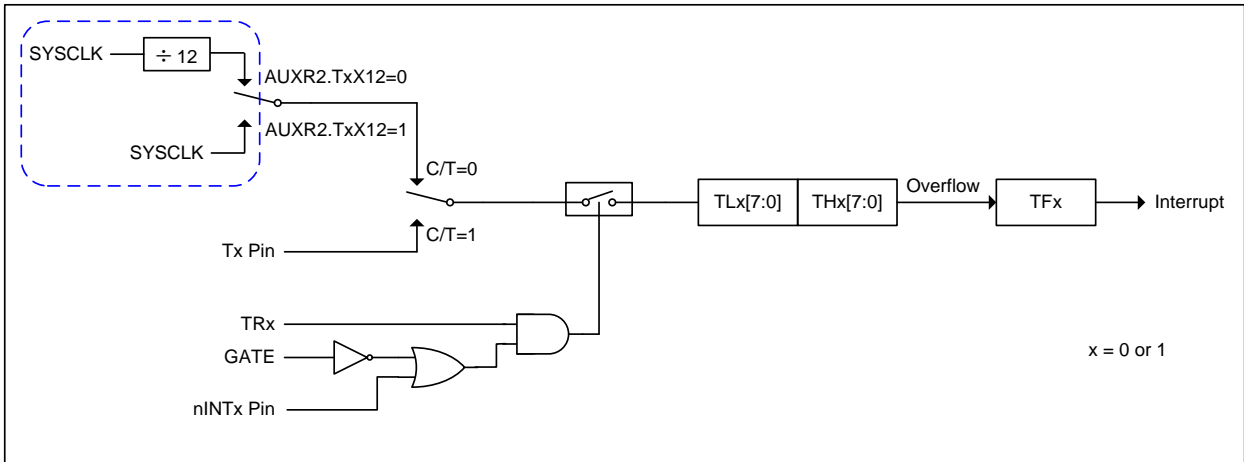 SYSCLK
÷ 12
AUXR2.TxX12=0
AUXR2.TxX12=1
SYSCLK
C/T=0
C/T=1
Tx Pin
TLx[7:0]
THx[7:0]
Overflow
TFx
Interrupt
TRx
GATE
nINTx Pin
x = 0 or 1